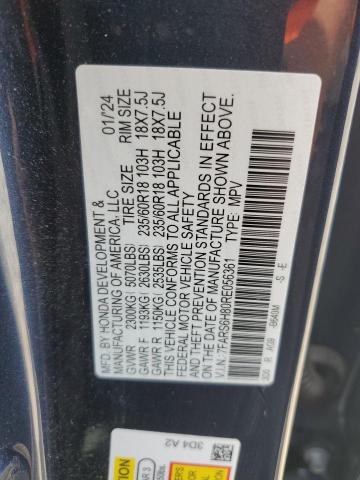 MFD. BY HONDA DEVELOPMENT & 01/'24
MANUFACTURING OF AMERICA, LLC
TIRE SIZE RIM SIZE
GVWR 2300KG( 5070LBS)
GAWR F 1193KG( 2630LBS) 235/60R18 103H 18X7.5J
GAWR R 1150KG( 2535LBS) 235/60R18 103H 18X7.5J
THIS VEHICLE CONFORMS TO ALL APPLICABLE
FEDERAL MOTOR VEHICLE SAFETY
AND THEFT PREVENTION STANDARDS IN EFFECT
ON THE DATE OF MANUFACTURE SHOWN ABOVE.
V.I.N.: 7FARS6H80RE056361 TYPE: MPV
3D4 A2